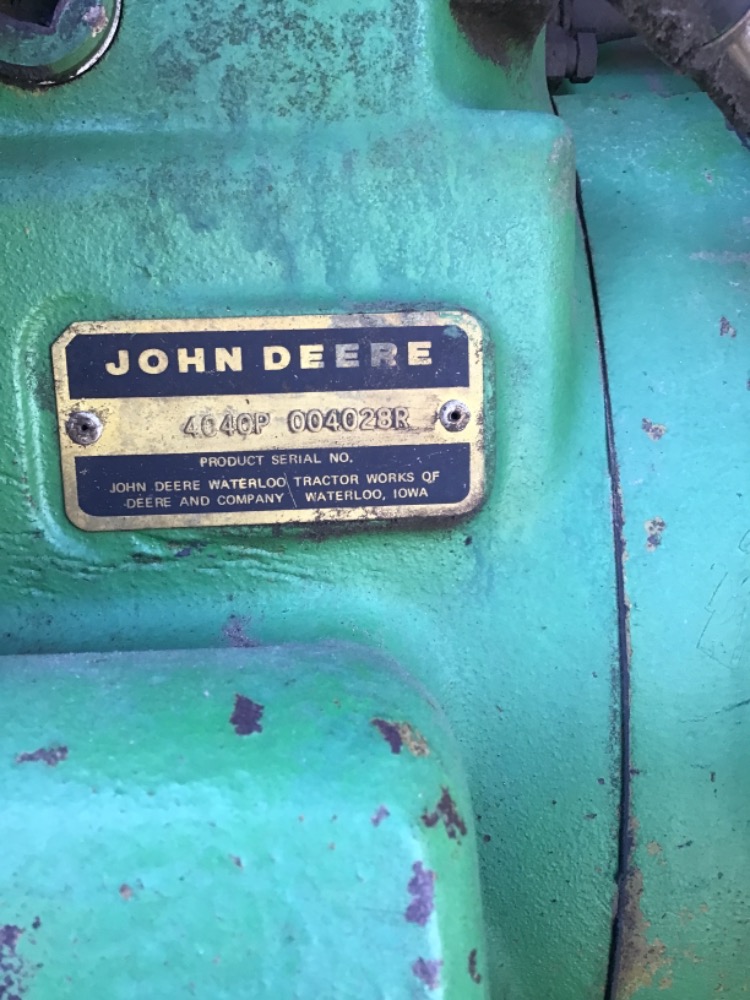 JOHN DEERE
4040P 004028R
PRODUCT SERIAL NO.
JOHN DEERE WATERLOO TRACTOR WORKS OF
DEERE AND COMPANY WATERLOO, IOWA